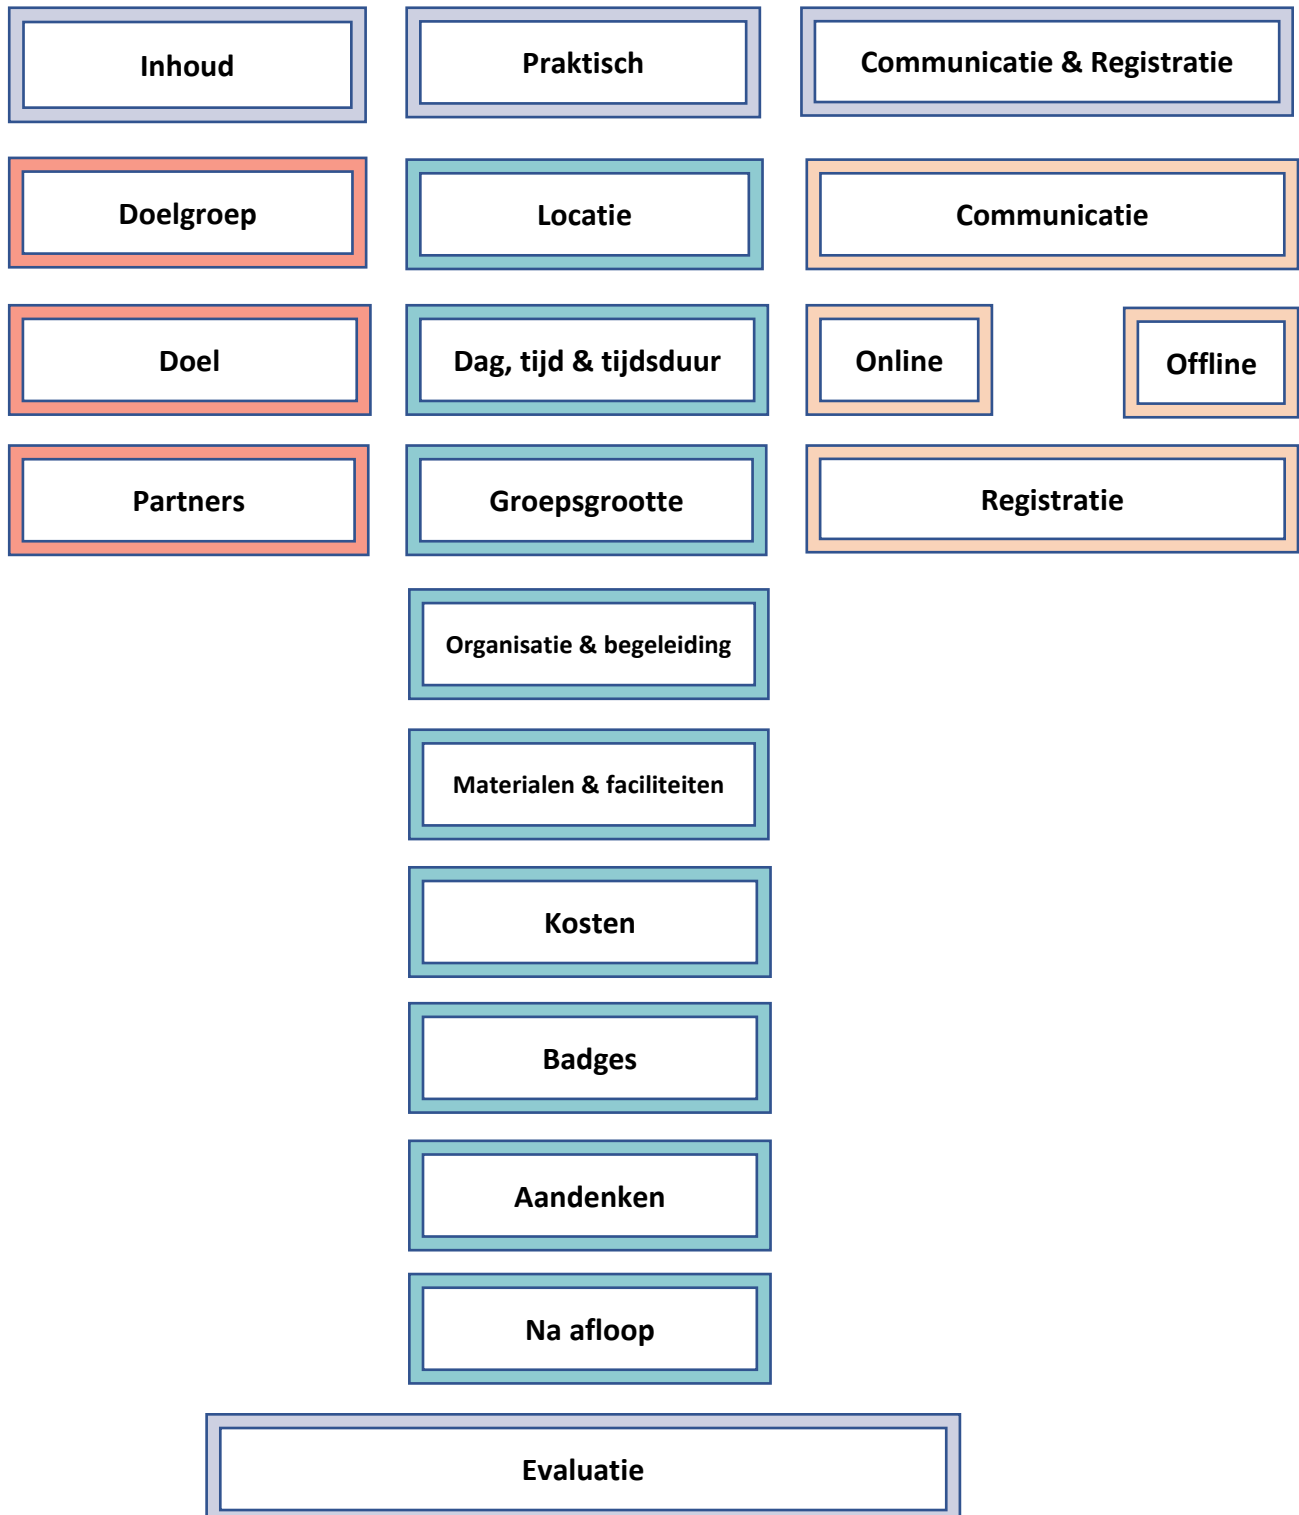 Inhoud
Praktisch
Communicatie & Registratie
Doelgroep
Locatie
Communicatie
Doel
Dag, tijd & tijdsduur
Online
Offline
Partners
Groepsgrootte
Registratie
Organisatie & begeleiding
Materialen & faciliteiten
Kosten
Badges
Aandenken
Na afloop
Evaluatie